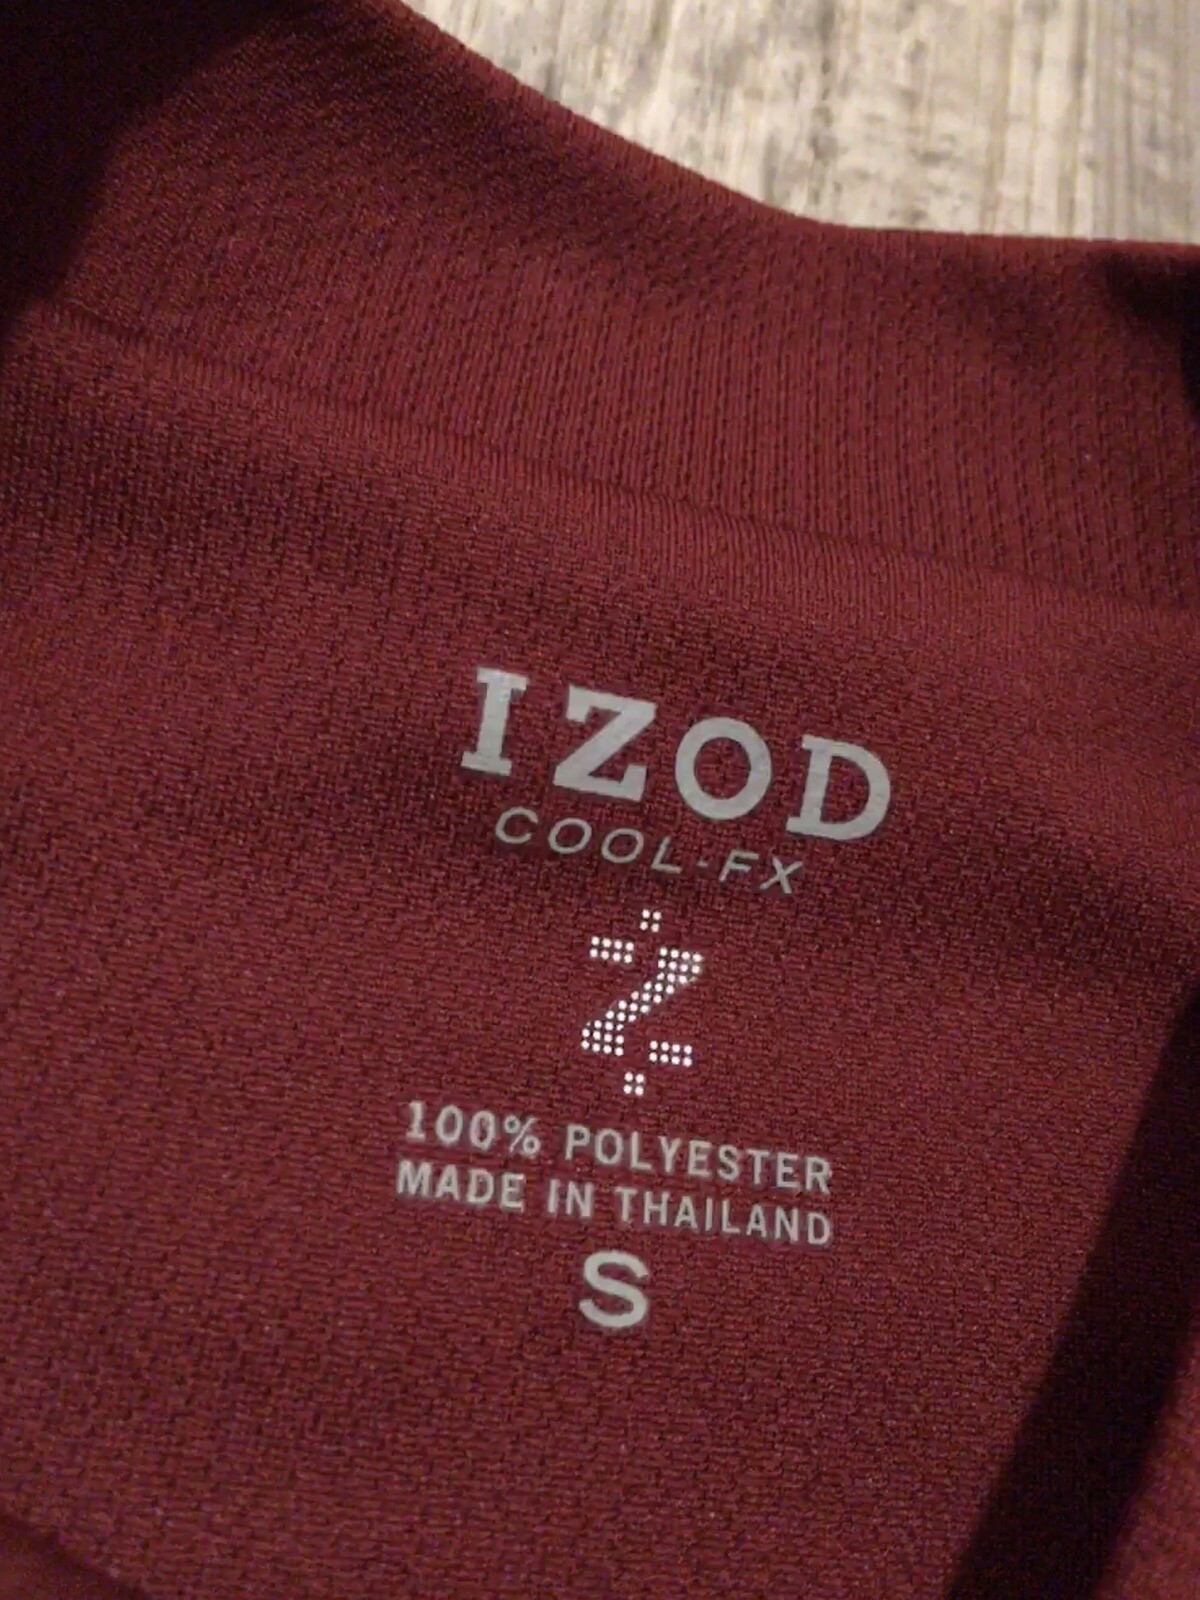 IZOD
COOL-FX
100% POLYESTER
MADE IN THAILAND
S